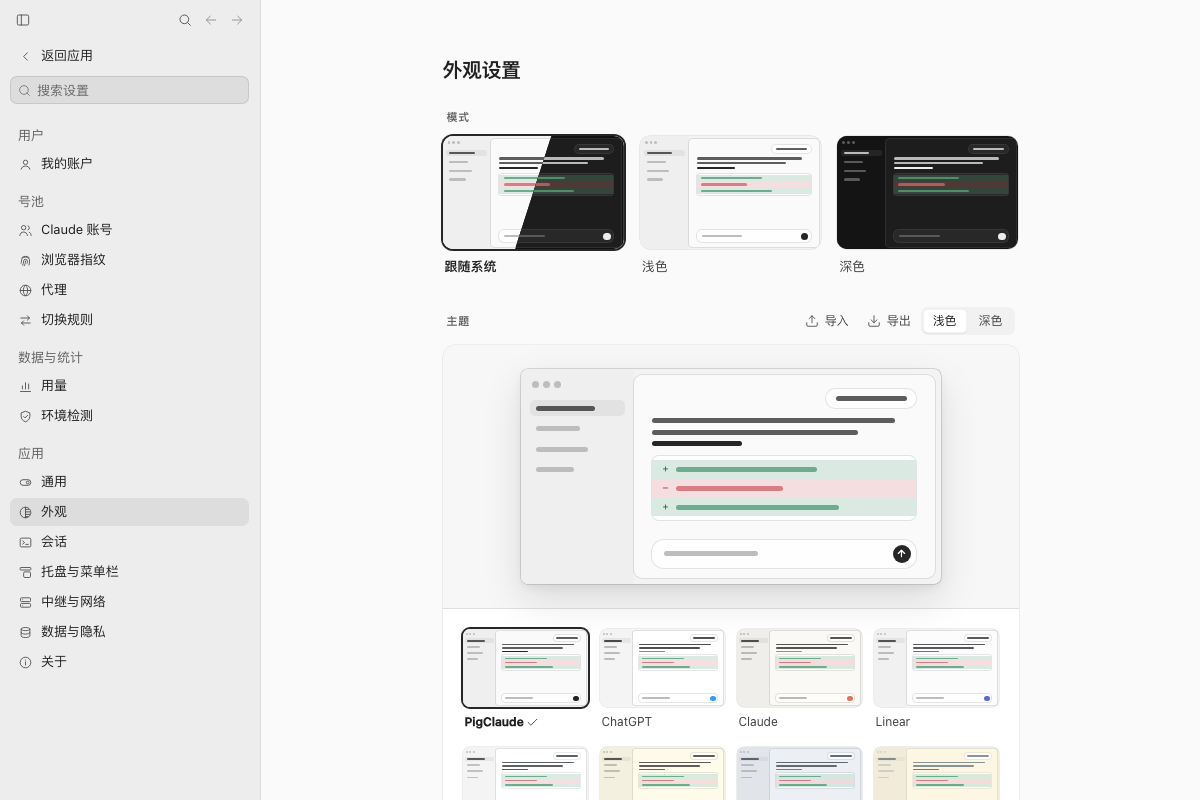 返回应用
搜索设置
用户
我的账户
号池
Claude 账号
浏览器指纹
代理
切换规则
数据与统计
用量
环境检测
应用
通用
外观
会话
托盘与菜单栏
中继与网络
数据与隐私
关于
外观设置
模式
跟随系统
浅色
深色
主题
导入
导出
浅色
深色
PigClaude
ChatGPT
Claude
Linear